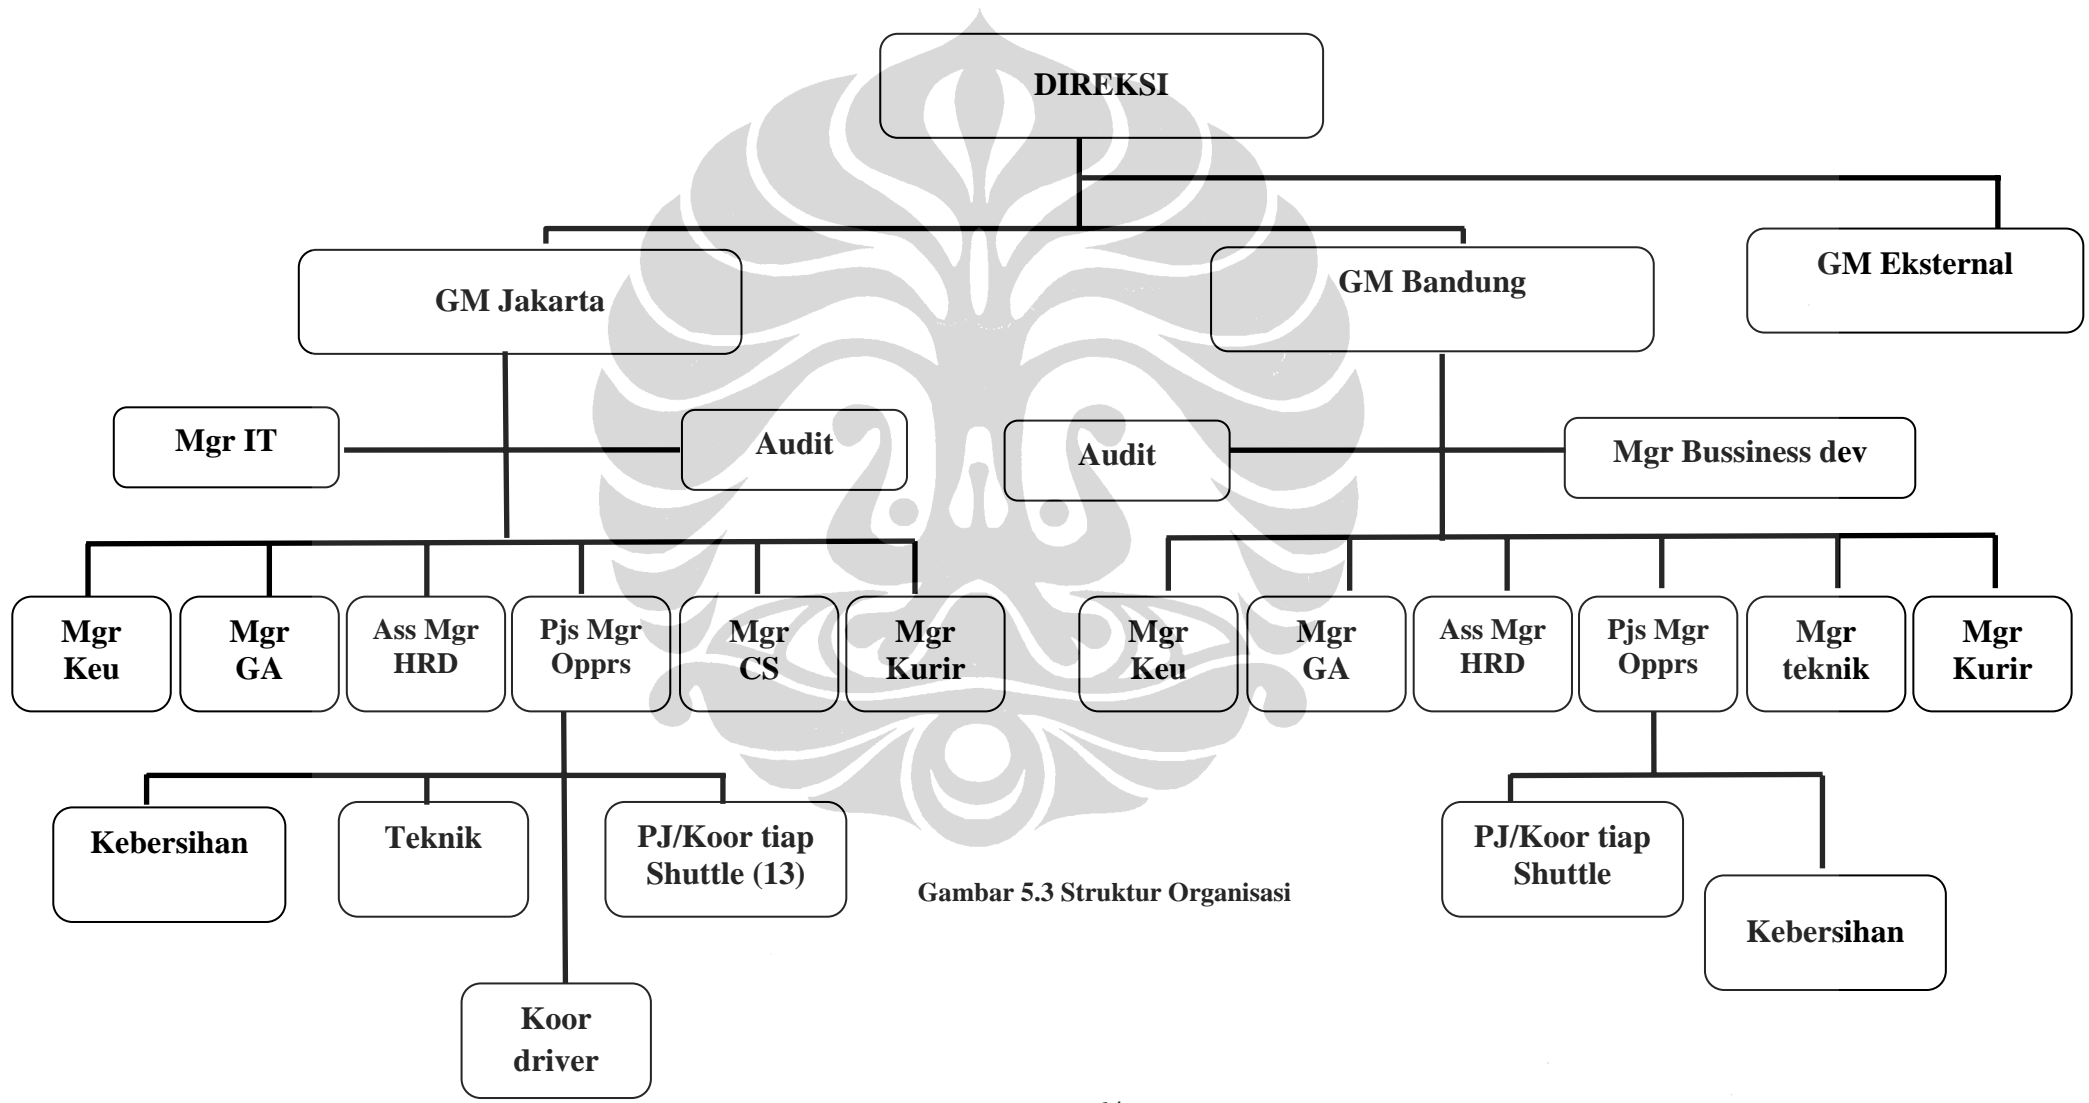 DIREKSI
GM Jakarta
GM Bandung
GM Eksternal
Mgr IT
Audit
Audit
Mgr Bussiness dev
Mgr
Keu
Mgr
GA
Ass Mgr
HRD
Pjs Mgr
Opprs
Mgr
CS
Mgr
Kurir
Mgr
Keu
Mgr
GA
Ass Mgr
HRD
Pjs Mgr
Opprs
Mgr
teknik
Mgr
Kurir
Kebersihan
Teknik
PJ/Koor tiap
Shuttle (13)
PJ/Koor tiap
Shuttle
Kebersihan
Koor
driver
Gambar 5.3 Struktur Organisasi